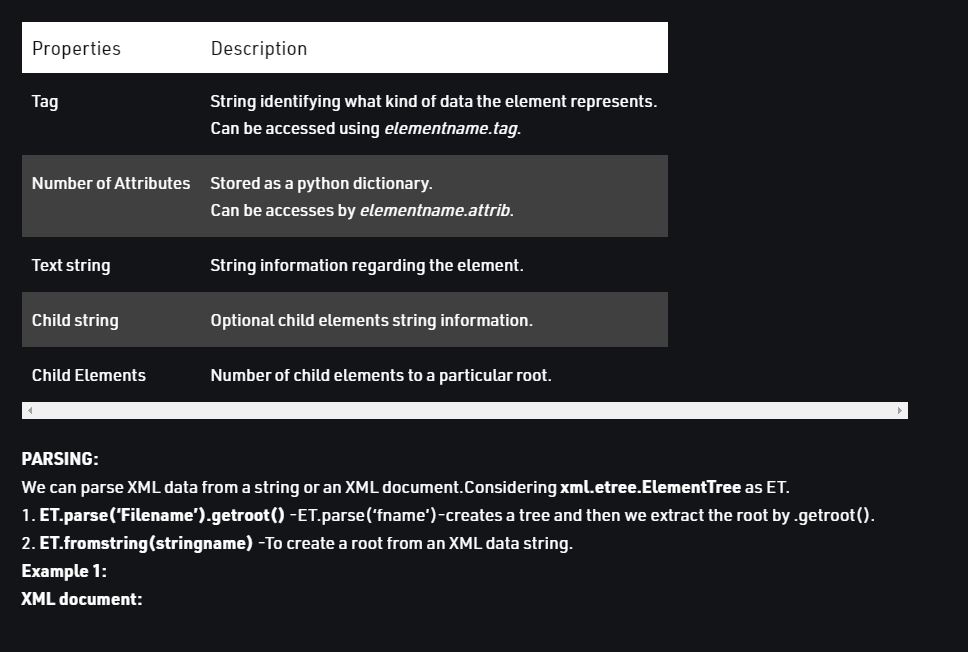 Properties Description
Tag String identifying what kind of data the element represents.
Can be accessed using elementname.tag.
Number of Attributes Stored as a python dictionary.
Can be accesses by elementname.attrib.
Text string String information regarding the element.
Child string Optional child elements string information.
Child Elements Number of child elements to a particular root.
PARSING:
We can parse XML data from a string or an XML document.Considering xml.etree.ElementTree as ET.
1. ET.parse(‘Filename’).getroot() -ET.parse(‘fname’)-creates a tree and then we extract the root by .getroot().
2. ET.fromstring(stringname) -To create a root from an XML data string.
Example 1:
XML document: